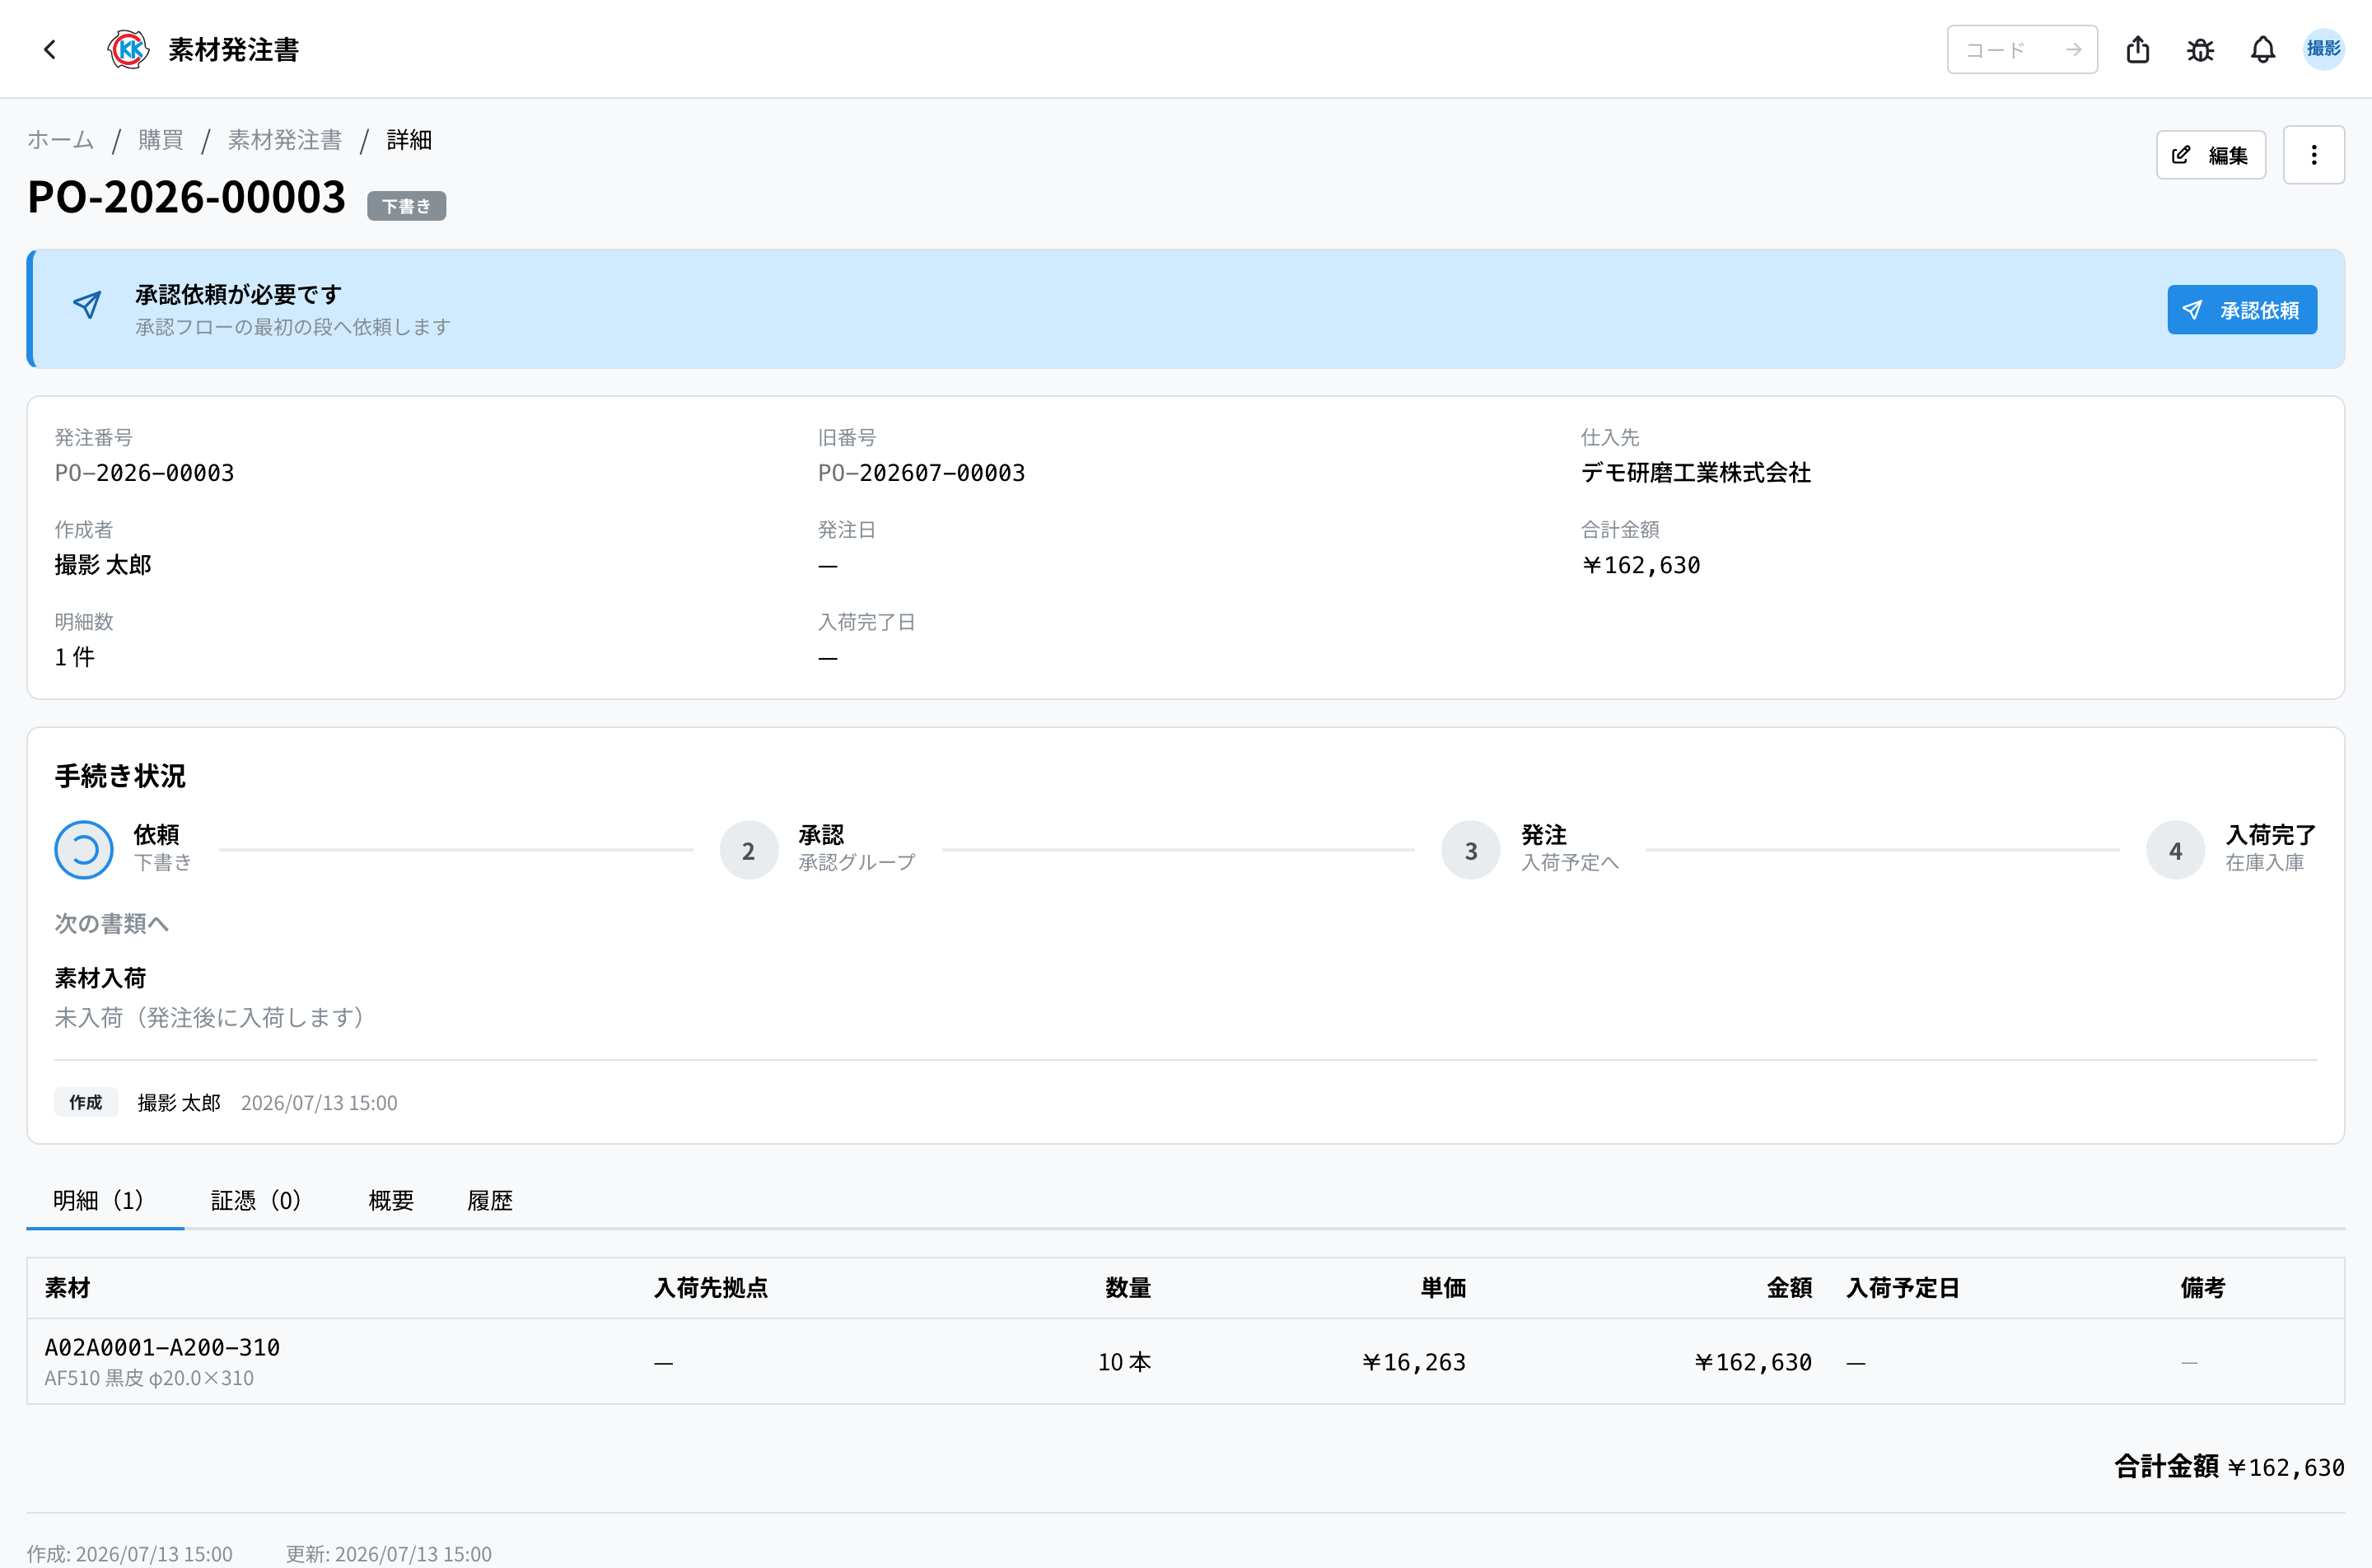 KK 素材発注書
コード
撮影
ホーム / 購買 / 素材発注書 / 詳細
編集
PO-2026-00003 下書き
承認依頼が必要です
承認フローの最初の段へ依頼します
承認依頼
発注番号 旧番号 仕入先
PO-2026-00003 PO-202607-00003 デモ研磨工業株式会社
作成者 発注日 合計金額
撮影 太郎 — ￥162,630
明細数 入荷完了日
1 件 —
手続き状況
依頼 2 承認 3 発注 4 入荷完了
下書き 承認グループ 入荷予定へ 在庫入庫
次の書類へ
素材入荷
未入荷（発注後に入荷します）
作成 撮影 太郎 2026/07/13 15:00
明細（1） 証憑（0） 概要 履歴
素材 入荷先拠点 数量 単価 金額 入荷予定日 備考
A02A0001-A200-310 — 10 本 ￥16,263 ￥162,630 — —
AF510 黒皮 φ20.0×310
合計金額 ￥162,630
作成: 2026/07/13 15:00 更新: 2026/07/13 15:00